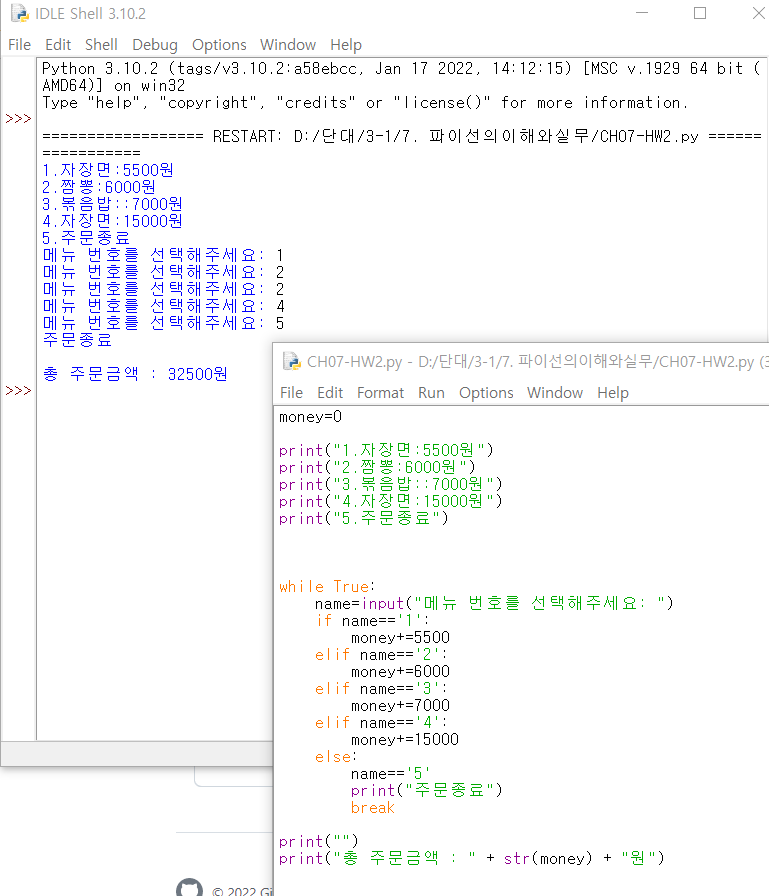 IDLE Shell 3.10.2
File Edit Shell Debug Options Window Help
Python 3.10.2 (tags/v3.10.2:a58ebcc, Jan 17 2022, 14:12:15) [MSC v.1929 64 bit (
AMD64)] on win32
Type "help", "copyright", "credits" or "license()" for more information.
>>>
================== RESTART: D:/단대/3-1/7. 파이선의이해와실무/CH07-HW2.py ======
===========
1.자장면:5500원
2.짬뽕:6000원
3.볶음밥::7000원
4.자장면:15000원
5.주문종료
메뉴 번호를 선택해주세요: 1
메뉴 번호를 선택해주세요: 2
메뉴 번호를 선택해주세요: 2
메뉴 번호를 선택해주세요: 4
메뉴 번호를 선택해주세요: 5
주문종료
총 주문금액 : 32500원
>>>
CH07-HW2.py - D:/단대/3-1/7. 파이선의이해와실무/CH07-HW2.py (3
File Edit Format Run Options Window Help
money=0
print("1.자장면:5500원")
print("2.짬뽕:6000원")
print("3.볶음밥::7000원")
print("4.자장면:15000원")
print("5.주문종료")
while True:
    name=input("메뉴 번호를 선택해주세요: ")
    if name=='1':
        money+=5500
    elif name=='2':
        money+=6000
    elif name=='3':
        money+=7000
    elif name=='4':
        money+=15000
    else:
        name=='5'
        print("주문종료")
        break
print("")
print("총 주문금액 : " + str(money) + "원")
© 2022 Gi